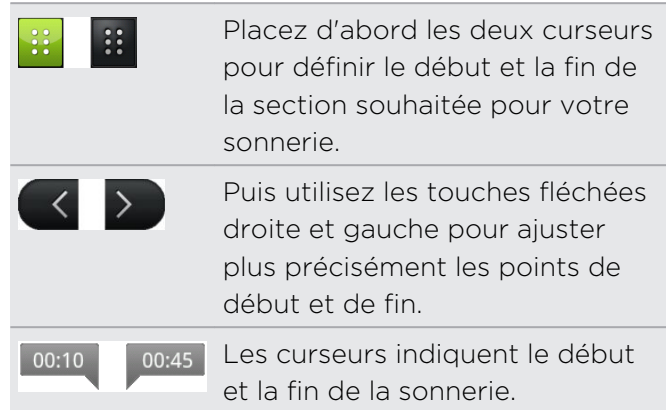 Placez d'abord les deux curseurs
pour définir le début et la fin de
la section souhaitée pour votre
sonnerie.
Puis utilisez les touches fléchées
droite et gauche pour ajuster
plus précisément les points de
début et de fin.
00:10 00:45 Les curseurs indiquent le début
et la fin de la sonnerie.